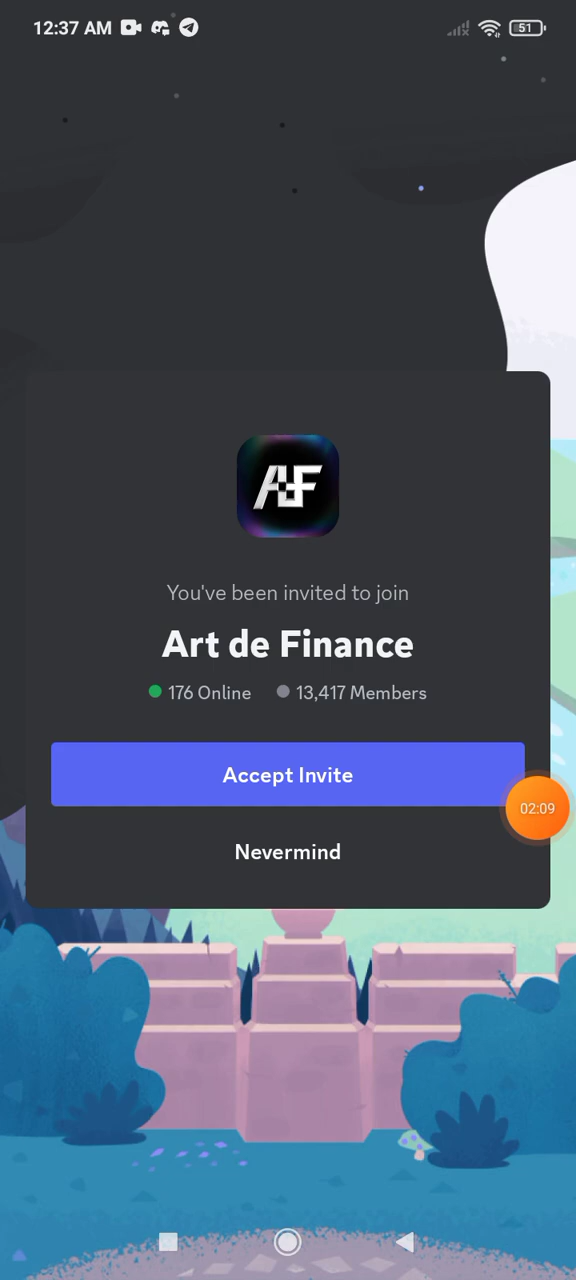 12:37 AM
51
AdF
You've been invited to join
Art de Finance
176 Online 13,417 Members
Accept Invite
02:09
Nevermind